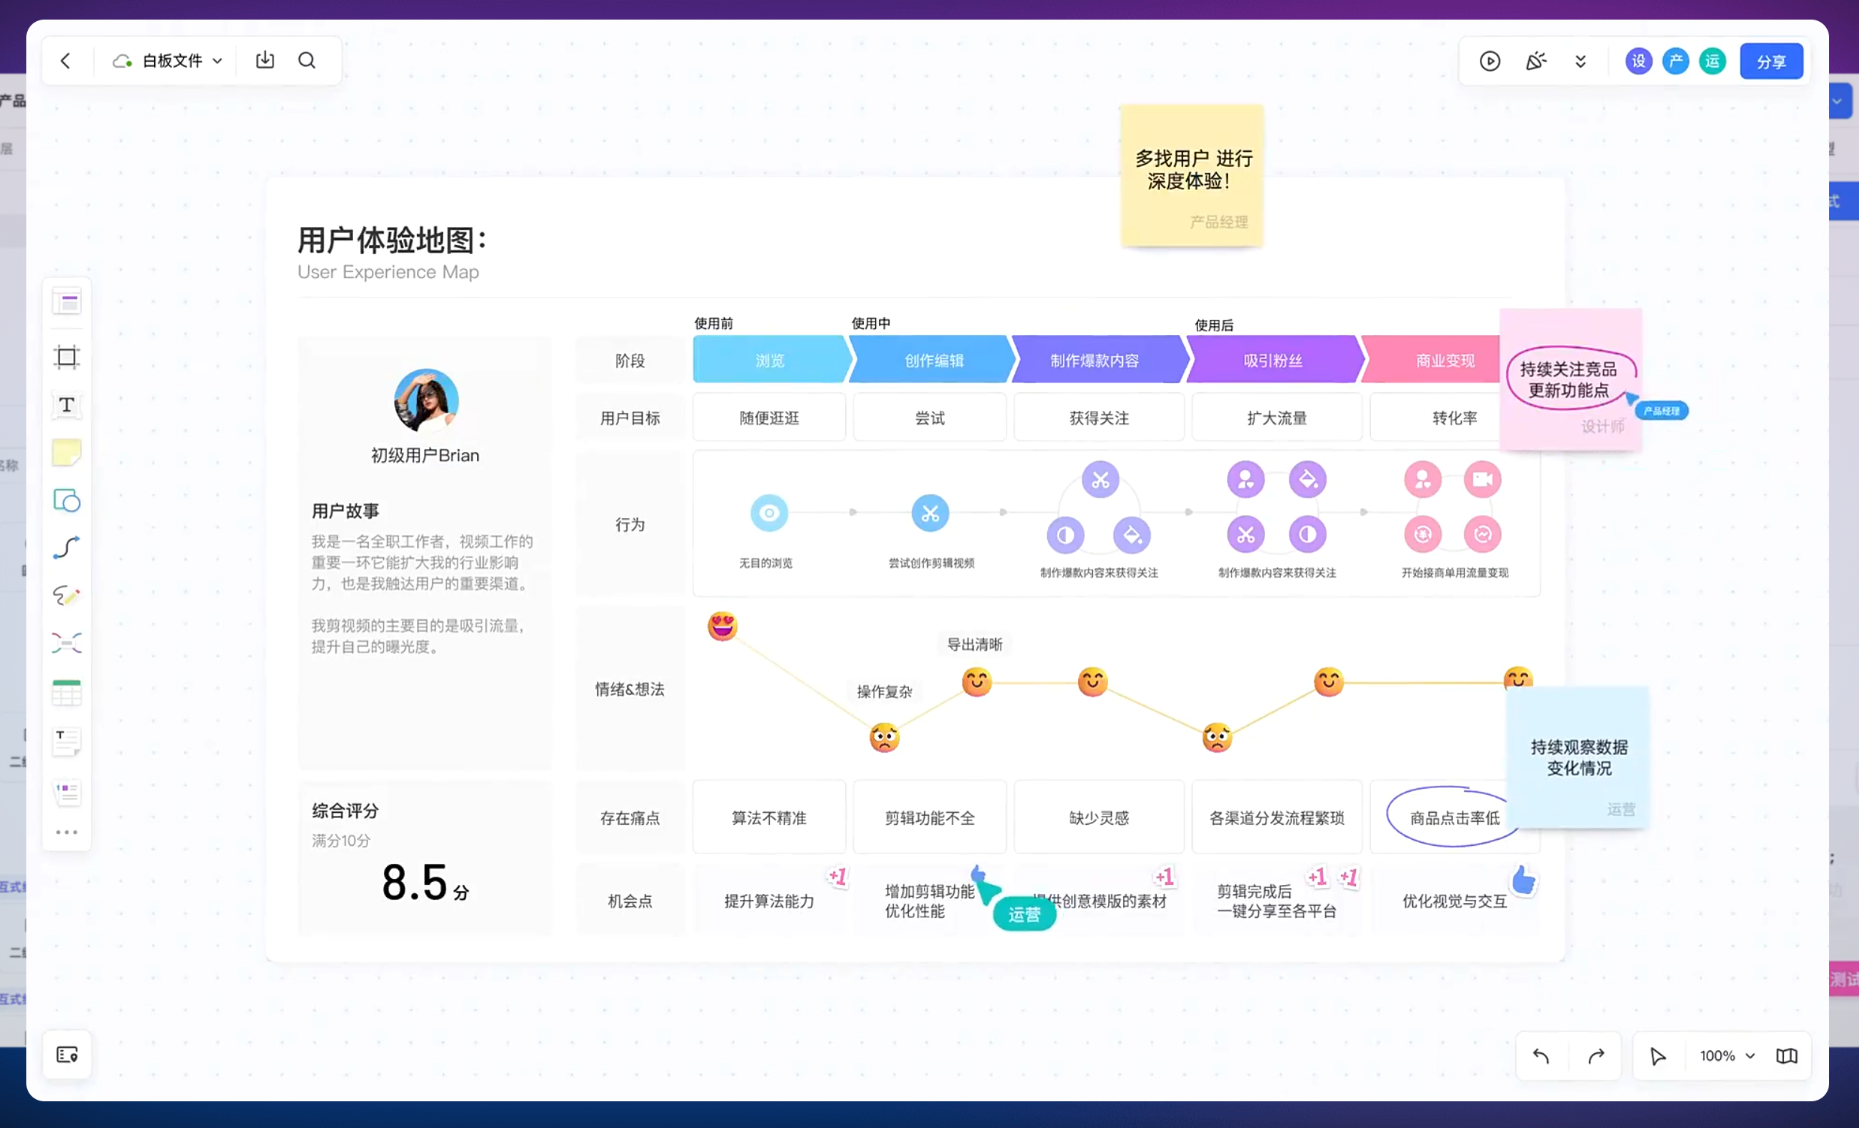 白板文件
设
产
运
分享
产品
层
多找用户 进行
深度体验！
产品经理
用户体验地图：
User Experience Map
使用前
使用中
使用后
阶段
浏览
创作编辑
制作爆款内容
吸引粉丝
商业变现
持续关注竞品
更新功能点
设计师
产品经理
用户目标
随便逛逛
尝试
获得关注
扩大流量
转化率
初级用户Brian
名称
用户故事
我是一名全职工作者，视频工作的
重要一环它能扩大我的行业影响
力，也是我触达用户的重要渠道。
我剪视频的主要目的是吸引流量，
提升自己的曝光度。
行为
无目的浏览
尝试创作剪辑视频
制作爆款内容来获得关注
制作爆款内容来获得关注
开始接商单用流量变现
情绪&想法
操作复杂
导出清晰
持续观察数据
变化情况
运营
综合评分
满分10分
8.5分
存在痛点
算法不精准
剪辑功能不全
缺少灵感
各渠道分发流程繁琐
商品点击率低
机会点
提升算法能力
+1
增加剪辑功能
优化性能
运营
供创意模版的素材
+1
剪辑完成后
一键分享至各平台
+1
+1
优化视觉与交互
互式
互式
测试
100%